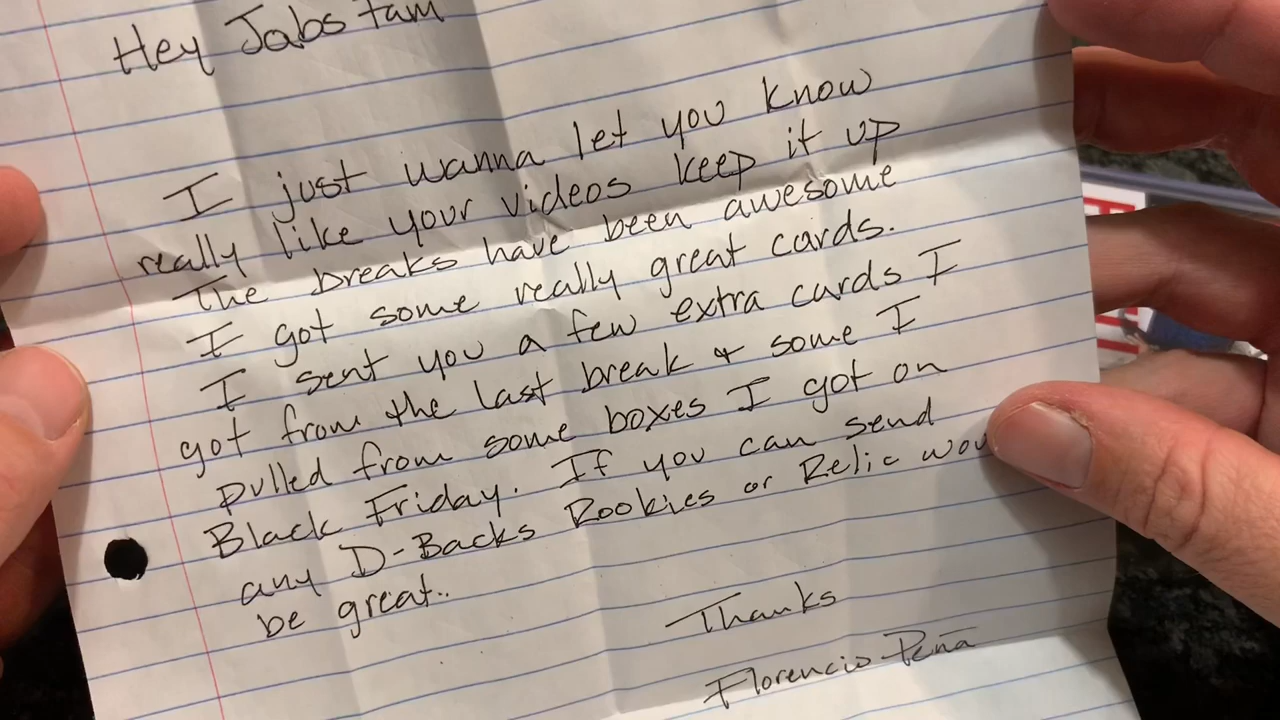 Hey Jabs Fam
I just wanna let you know
really like your videos keep it up
The breaks have been awesome
I got some really great cards.
I sent you a few extra cards I
got from the last break & some I
pulled from some boxes I got on
Black Friday. If you can send
any D-Backs Rookies or Relic wou
be great..
Thanks
Florencio Peña